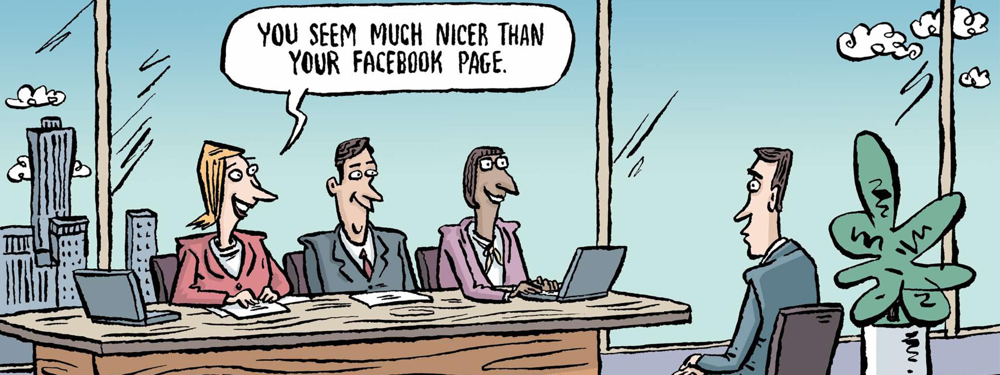 YOU SEEM MUCH NICER THAN
YOUR FACEBOOK PAGE.